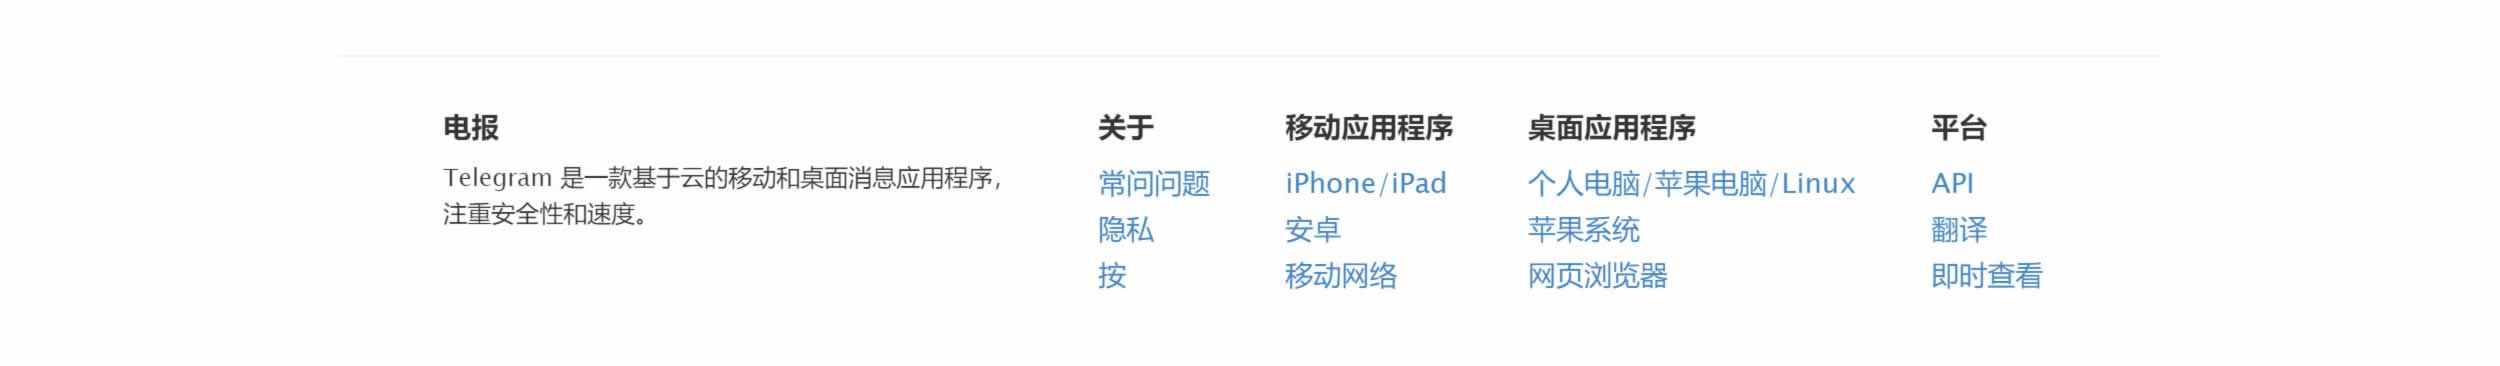 电报
Telegram 是一款基于云的移动和桌面消息应用程序，
注重安全性和速度。
关于
常问问题
隐私
按
移动应用程序
iPhone/iPad
安卓
移动网络
桌面应用程序
个人电脑/苹果电脑/Linux
苹果系统
网页浏览器
平台
API
翻译
即时查看